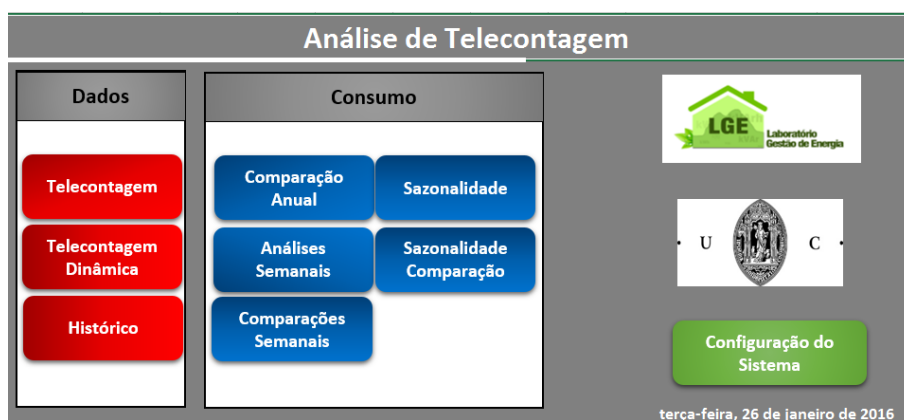 Análise de Telecontagem
Dados
Telecontagem
Telecontagem
Dinâmica
Histórico
Consumo
Comparação
Anual
Sazonalidade
Análises
Semanais
Sazonalidade
Comparação
Comparações
Semanais
LGE
Laboratório
Gestão de Energia
· U C ·
Configuração do
Sistema
terça-feira, 26 de janeiro de 2016